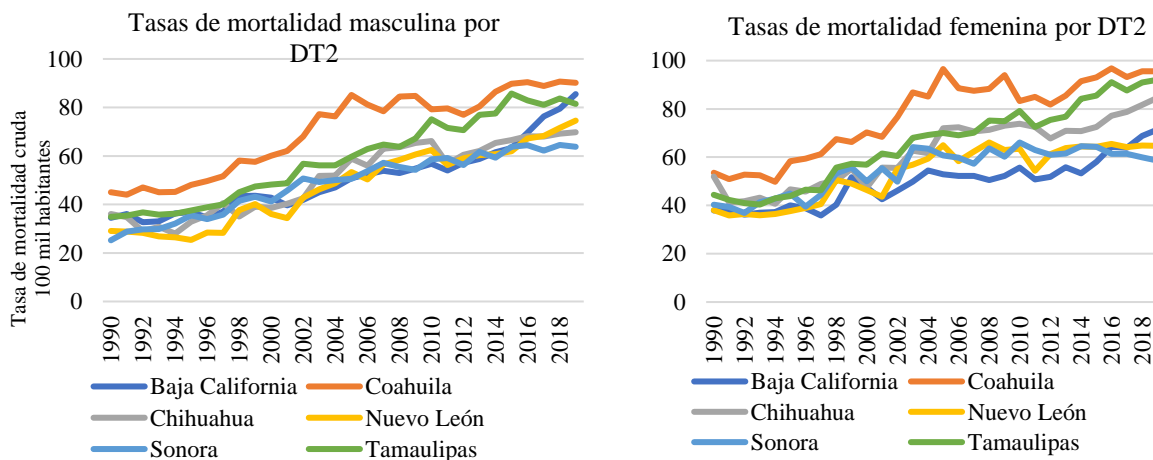 Tasas de mortalidad masculina por
DT2
Tasa de mortalidad cruda
100 mil habitantes
100
80
60
40
20
0
1990
1992
1994
1996
1998
2000
2002
2004
2006
2008
2010
2012
2014
2016
2018
Baja California
Coahuila
Chihuahua
Nuevo León
Sonora
Tamaulipas
Tasas de mortalidad femenina por DT2
100
80
60
40
20
0
1990
1992
1994
1996
1998
2000
2002
2004
2006
2008
2010
2012
2014
2016
2018
Baja California
Coahuila
Chihuahua
Nuevo León
Sonora
Tamaulipas